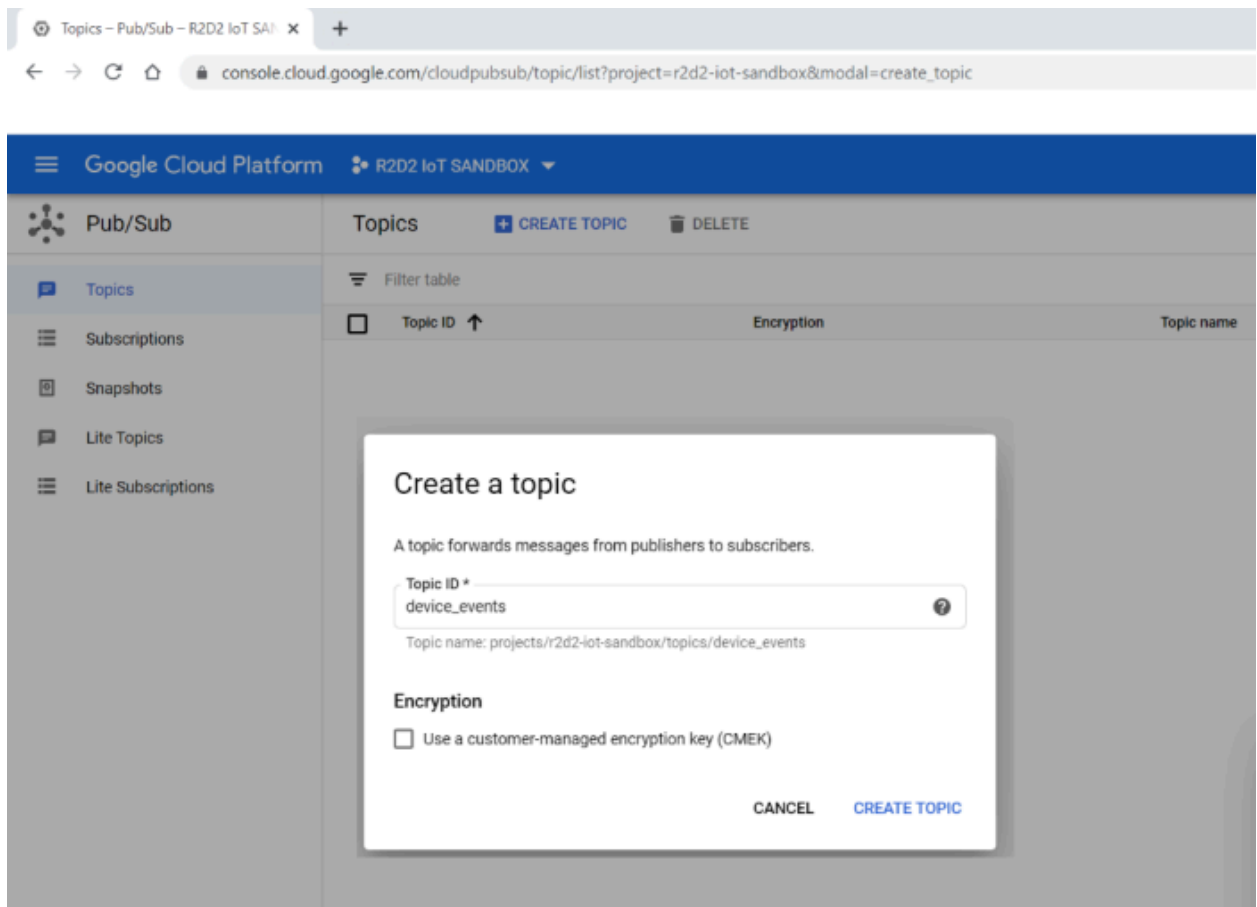 Topics – Pub/Sub – R2D2 IoT SAN
console.cloud.google.com/cloudpubsub/topic/list?project=r2d2-iot-sandbox&modal=create_topic
Google Cloud Platform R2D2 IoT SANDBOX
Pub/Sub
Topics CREATE TOPIC DELETE
Topics
Subscriptions
Snapshots
Lite Topics
Lite Subscriptions
Filter table
Topic ID Encryption Topic name
Create a topic
A topic forwards messages from publishers to subscribers.
Topic ID *
device_events
Topic name: projects/r2d2-iot-sandbox/topics/device_events
Encryption
Use a customer-managed encryption key (CMEK)
CANCEL CREATE TOPIC